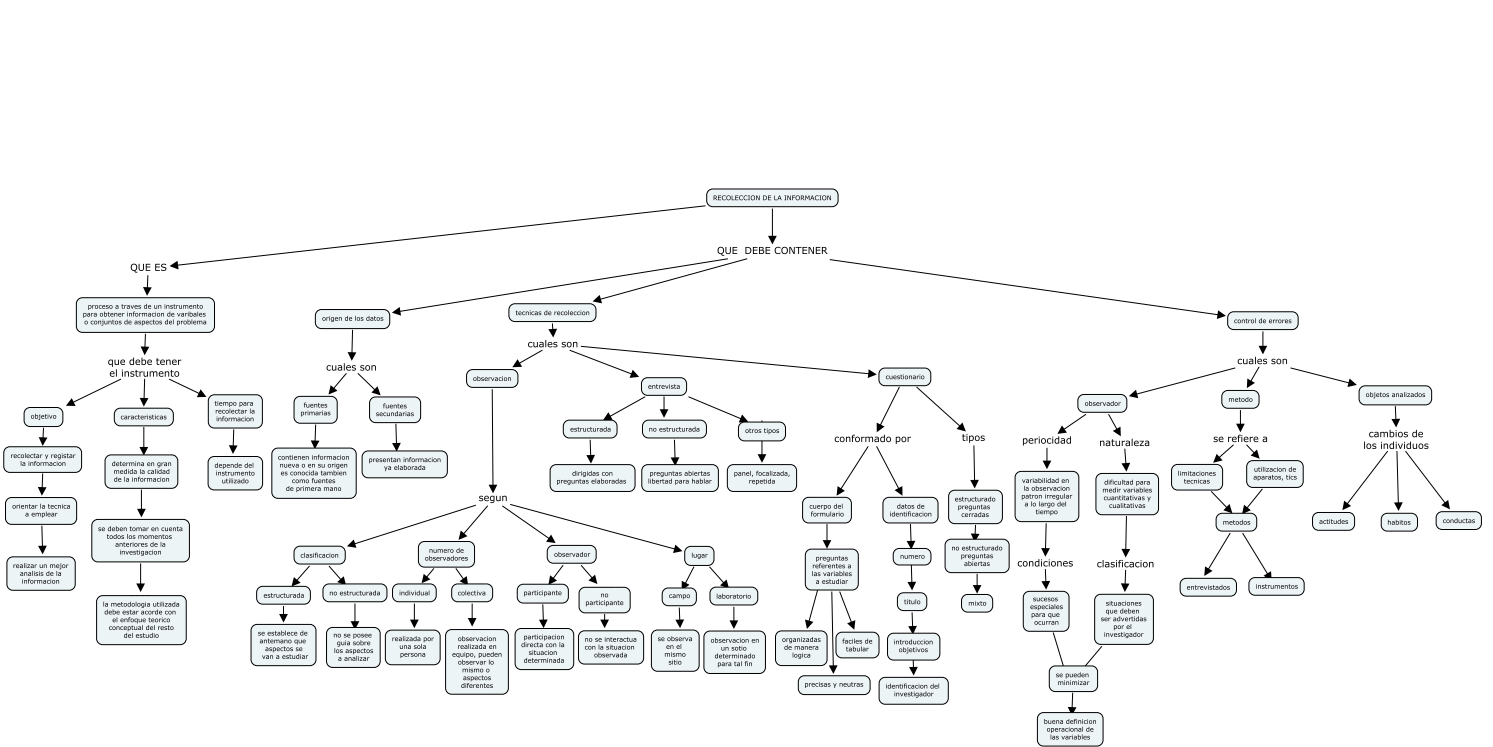 RECOLECCION DE LA INFORMACION
QUE ES
QUE DEBE CONTENER
proceso a traves de un instrumento
para obtener informacion de varibales
o conjuntos de aspectos del problema
que debe tener
el instrumento
objetivo
recolectar y registar
la informacion
orientar la tecnica
a emplear
realizar un mejor
analisis de la
informacion
caracteristicas
determina en gran
medida la calidad
de la informacion
se deben tomar en cuenta
todos los momentos
anteriores de la
investigacion
la metodologia utilizada
debe estar acorde con
el enfoque teorico
conceptual del resto
del estudio
tiempo para
recolectar la
informacion
depende del
instrumento
utilizado
origen de los datos
cuales son
fuentes
primarias
contienen informacion
nueva o en su origen
es conocida tambien
como fuentes
de primera mano
fuentes
secundarias
presentan informacion
ya elaborada
tecnicas de recoleccion
cuales son
observacion
segun
clasificacion
estructurada
se establece de
antemano que
aspectos se
van a estudiar
no estructurada
no se posee
guia sobre
los aspectos
a analizar
numero de
observadores
individual
realizada por
una sola
persona
colectiva
observacion
realizada en
equipo, pueden
observar lo
mismo o
aspectos
diferentes
observador
participante
participacion
directa con la
situacion
determinada
no
participante
no se interactua
con la situacion
observada
lugar
campo
se observa
en el
mismo
sitio
laboratorio
observacion en
un sotio
determinado
para tal fin
entrevista
estructurada
dirigidas con
preguntas elaboradas
no estructurada
preguntas abiertas
libertad para hablar
otros tipos
panel, focalizada,
repetida
cuestionario
conformado por
cuerpo del
formulario
preguntas
referentes a
las variables
a estudiar
organizadas
de manera
logica
precisas y neutras
faciles de
tabular
datos de
identificacion
numero
titulo
introduccion
objetivos
identificacion del
investigador
tipos
estructurado
preguntas
cerradas
no estructurado
preguntas
abiertas
mixto
control de errores
cuales son
observador
periocidad
variabilidad en
la observacion
patron irregular
a lo largo del
tiempo
condiciones
sucesos
especiales
para que
ocurran
naturaleza
dificultad para
medir variables
cuantitativas y
cualitativas
clasificacion
situaciones
que deben
ser advertidas
por el
investigador
se pueden
minimizar
buena definicion
operacional de
las variables
metodo
se refiere a
limitaciones
tecnicas
utilizacion de
aparatos, tics
metodos
entrevistados
instrumentos
objetos analizados
cambios de
los individuos
actitudes
habitos
conductas